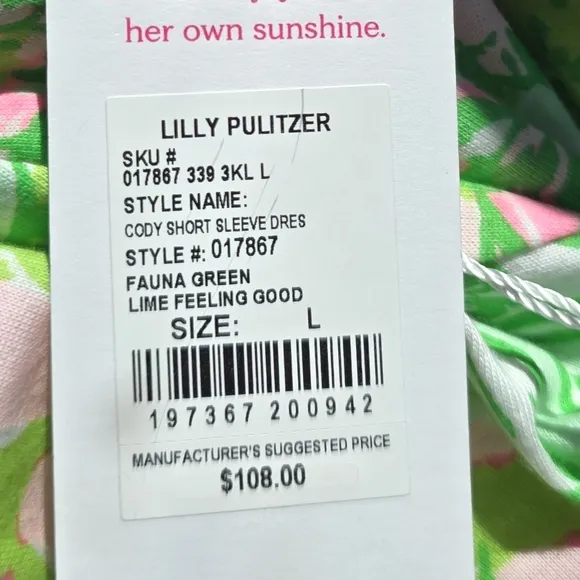 her own sunshine.
LILLY PULITZER
SKU #
017867 339 3KL L
STYLE NAME:
CODY SHORT SLEEVE DRES
STYLE #: 017867
FAUNA GREEN
LIME FEELING GOOD
SIZE: L
197367 200942
MANUFACTURER'S SUGGESTED PRICE
$108.00